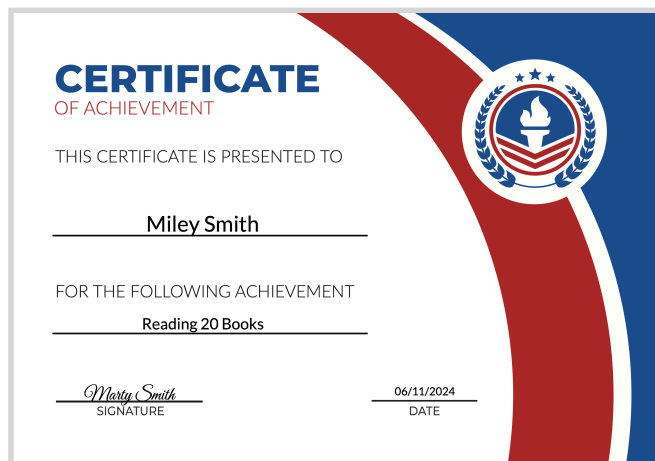 CERTIFICATE
OF ACHIEVEMENT
THIS CERTIFICATE IS PRESENTED TO
Miley Smith
FOR THE FOLLOWING ACHIEVEMENT
Reading 20 Books
Marty Smith
SIGNATURE
06/11/2024
DATE